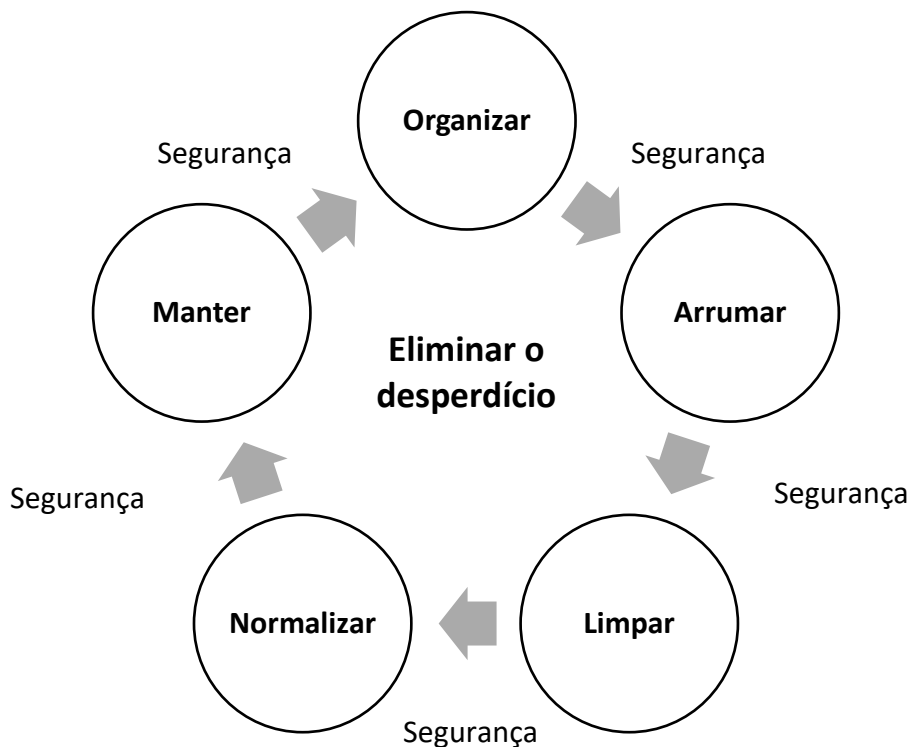 Organizar
Segurança
Segurança
Manter
Arrumar
Eliminar o
desperdício
Segurança
Segurança
Normalizar
Limpar
Segurança